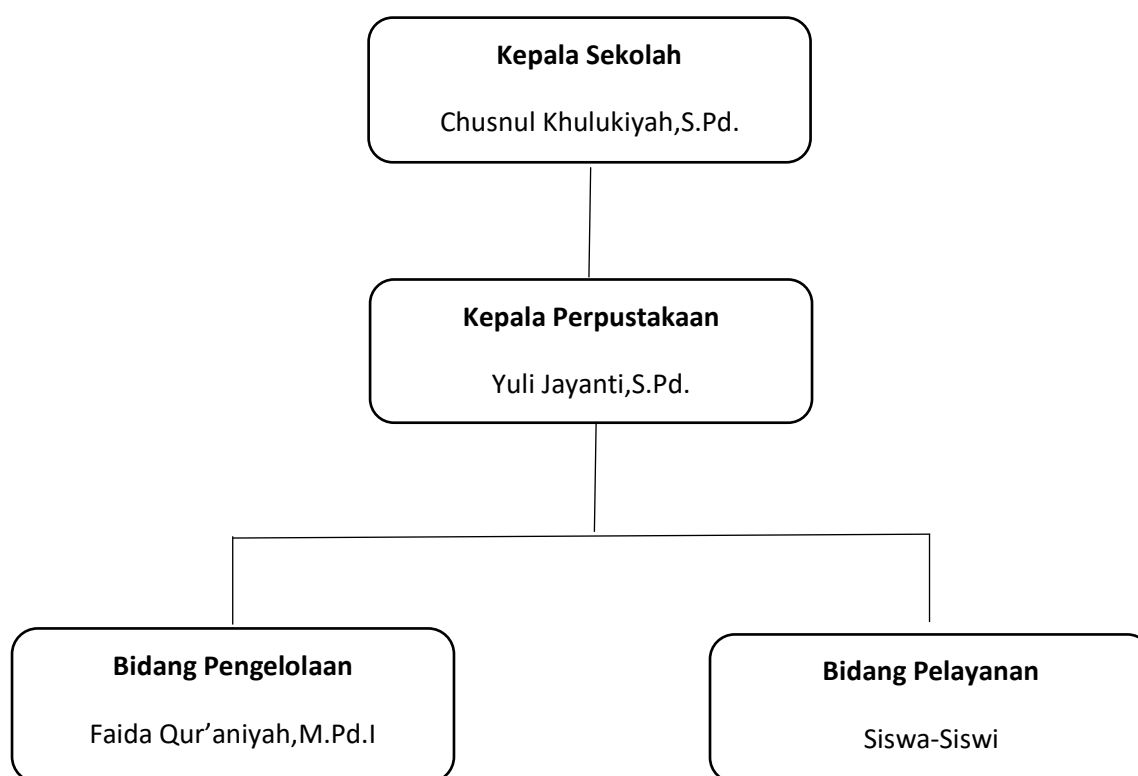 Kepala Sekolah
Chusnul Khulukiyah,S.Pd.
Kepala Perpustakaan
Yuli Jayanti,S.Pd.
Bidang Pengelolaan
Faida Qur’aniyah,M.Pd.I
Bidang Pelayanan
Siswa-Siswi